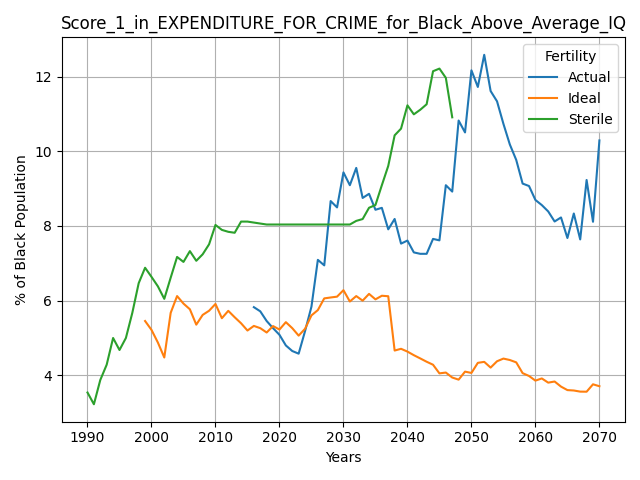 Score_1_in_EXPENDITURE_FOR_CRIME_for_Black_Above_Average_IQ
Fertility
Actual
Ideal
Sterile
% of Black Population
12
10
8
6
4
1990 2000 2010 2020 2030 2040 2050 2060 2070
Years